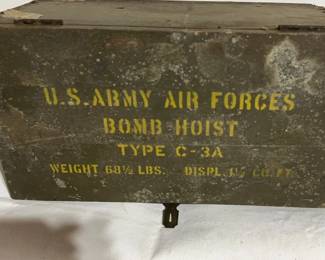 U.S. ARMY AIR FORCES
BOMB HOIST
TYPE C-3A
WEIGHT 68½ LBS. DISPL. CU. FT.